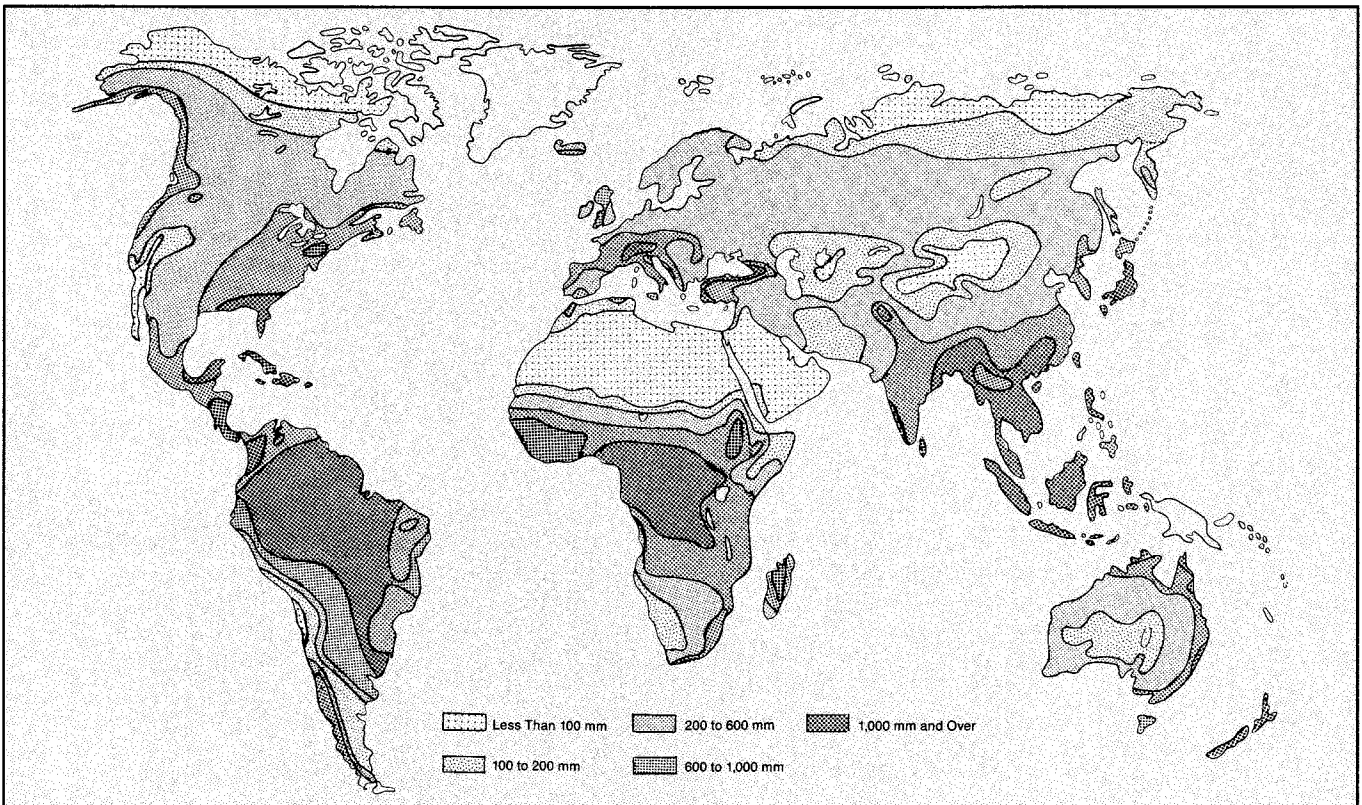 Less Than 100 mm
200 to 600 mm
1,000 mm and Over
100 to 200 mm
600 to 1,000 mm